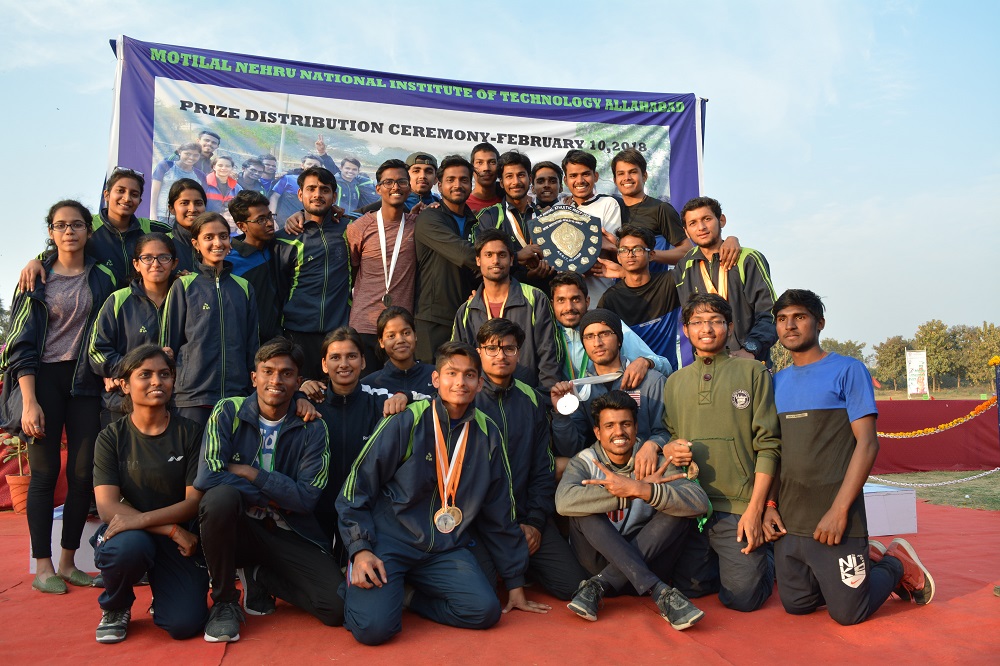 MOTILAL NEHRU NATIONAL INSTITUTE OF TECHNOLOGY ALLAHABAD
PRIZE DISTRIBUTION CEREMONY-FEBRUARY 10,2018